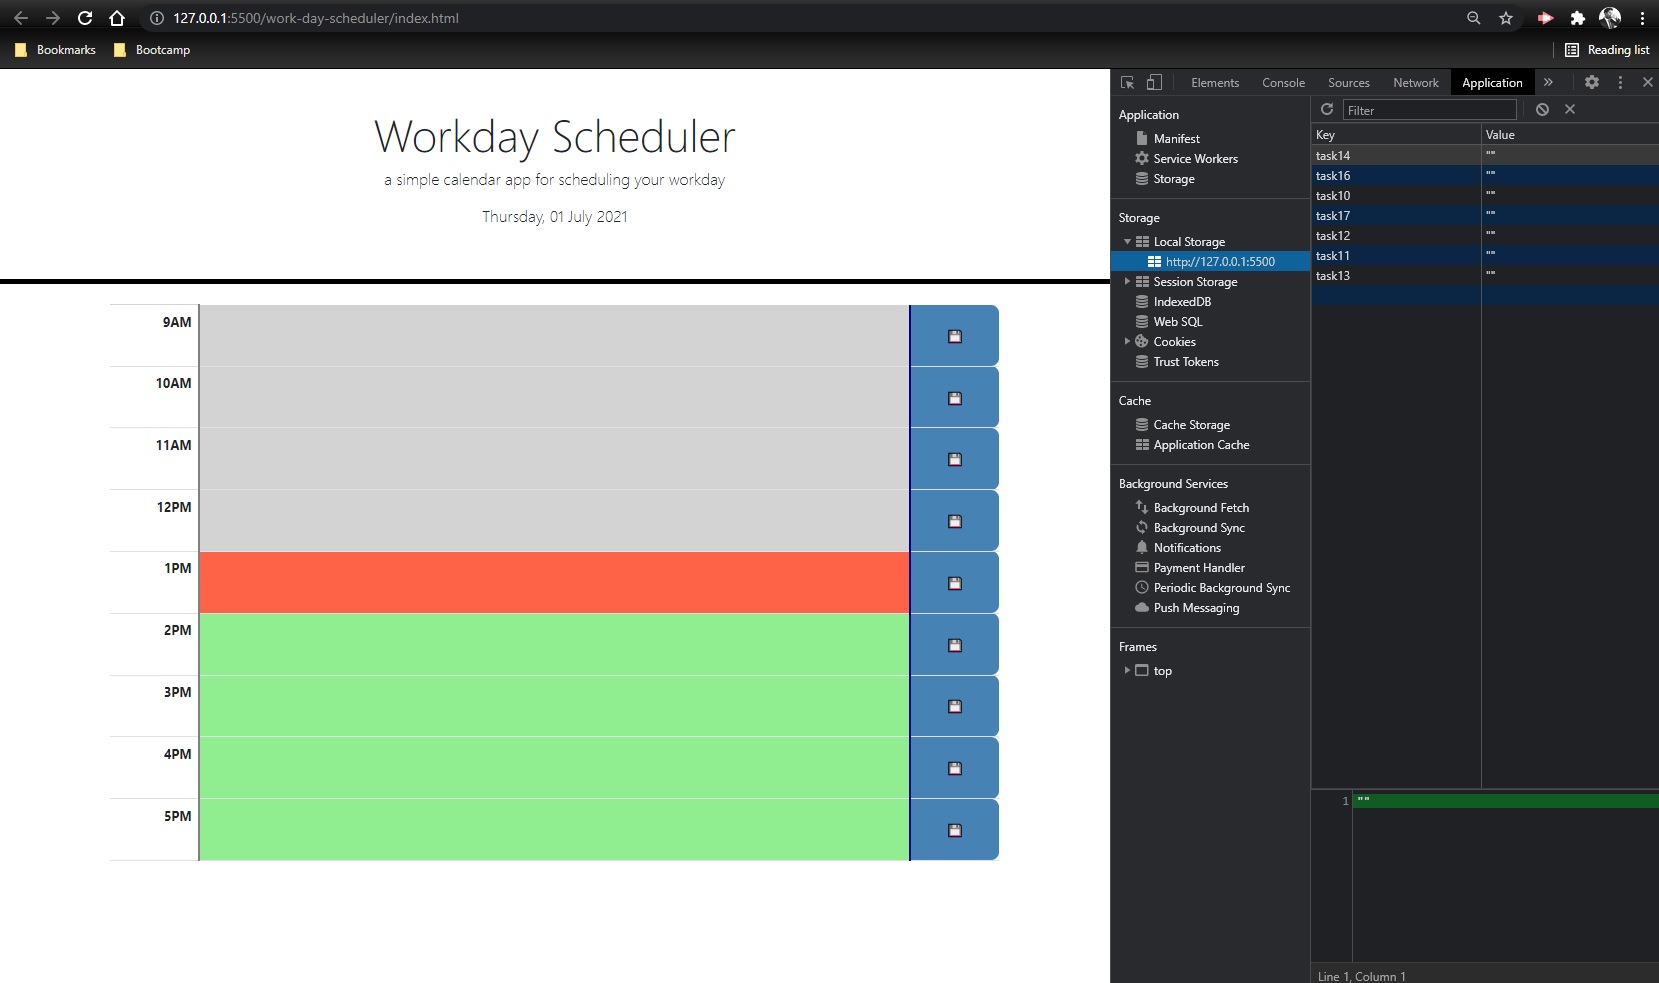 127.0.0.1:5500/work-day-scheduler/index.html
Bookmarks Bootcamp Reading list
Elements Console Sources Network Application
Workday Scheduler
a simple calendar app for scheduling your workday
Thursday, 01 July 2021
9AM
10AM
11AM
12PM
1PM
2PM
3PM
4PM
5PM
Application
Manifest
Service Workers
Storage
Storage
Local Storage
http://127.0.0.1:5500
Session Storage
IndexedDB
Web SQL
Cookies
Trust Tokens
Cache
Cache Storage
Application Cache
Background Services
Background Fetch
Background Sync
Notifications
Payment Handler
Periodic Background Sync
Push Messaging
Frames
top
Filter
Key Value
task14 ""
task16 ""
task10 ""
task17 ""
task12 ""
task11 ""
task13 ""
1 ""
Line 1, Column 1